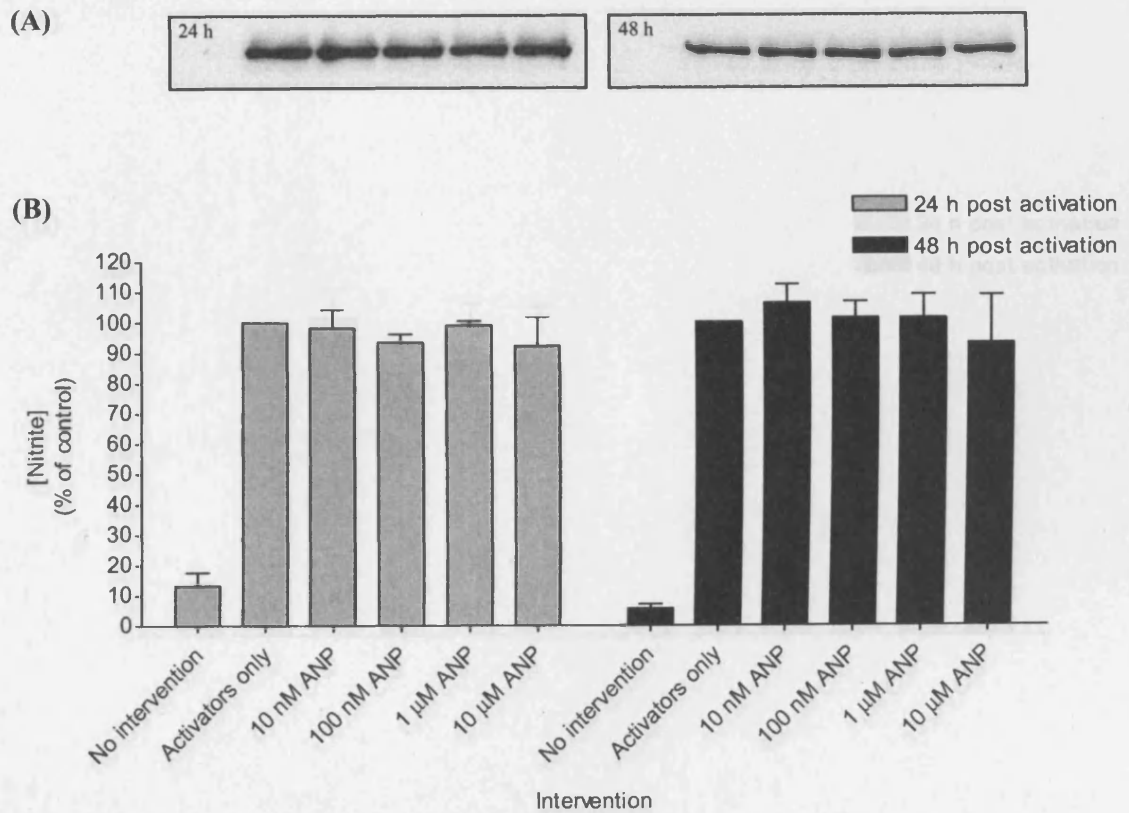 (A)
24 h
48 h
(B)
24 h post activation
48 h post activation
120
110
100
90
80
70
60
50
40
30
20
10
0
[Nitrite]
(% of control)
No intervention
Activators only
10 nM ANP
100 nM ANP
1 µM ANP
10 µM ANP
No intervention
Activators only
10 nM ANP
100 nM ANP
1 µM ANP
10 µM ANP
Intervention